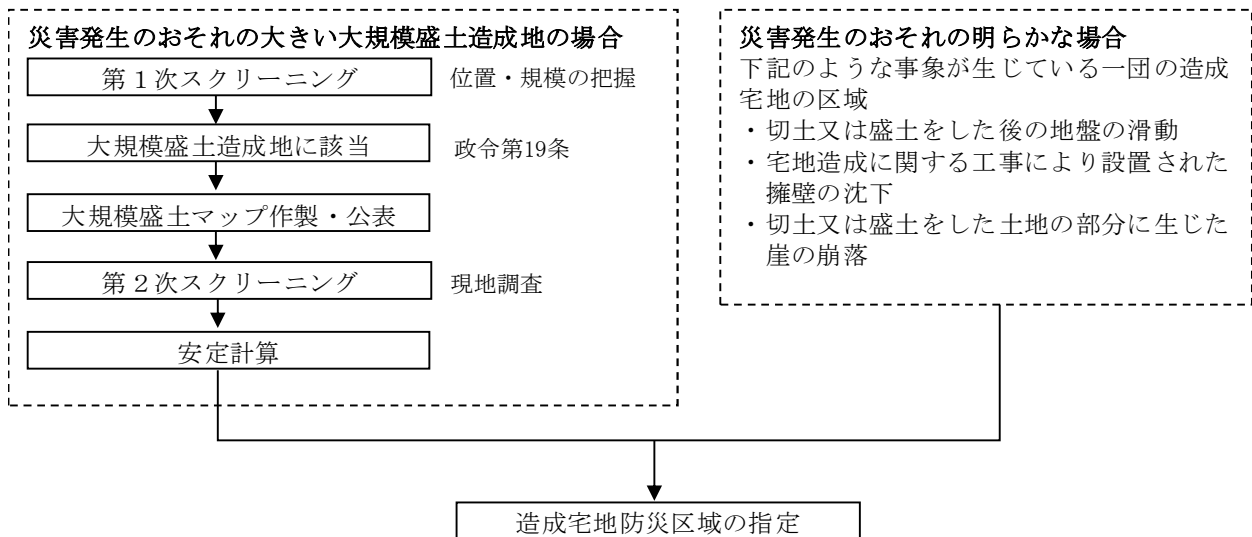 災害発生のおそれの大きい大規模盛土造成地の場合
第１次スクリーニング
位置・規模の把握
大規模盛土造成地に該当
政令第19条
大規模盛土マップ作製・公表
第２次スクリーニング
現地調査
安定計算
災害発生のおそれの明らかな場合
下記のような事象が生じている一団の造成
宅地の区域
・切土又は盛土をした後の地盤の滑動
・宅地造成に関する工事により設置された
擁壁の沈下
・切土又は盛土をした土地の部分に生じた
崖の崩落
造成宅地防災区域の指定